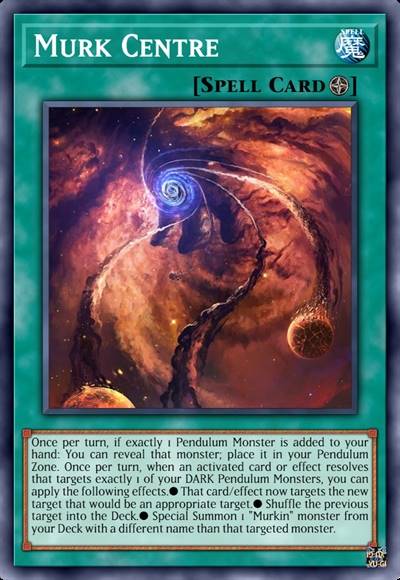 MURK CENTRE
SPELL
魔
[SPELL CARD]
Once per turn, if exactly 1 Pendulum Monster is added to your
hand: You can reveal that monster; place it in your Pendulum
Zone. Once per turn, when an activated card or effect resolves
that targets exactly 1 of your DARK Pendulum Monsters, you can
apply the following effects.● That card/effect now targets the new
target that would be an appropriate target.● Shuffle the
previous target into the Deck.● Special Summon 1 "Murkin" monster
from your Deck with a different name than that targeted monster.